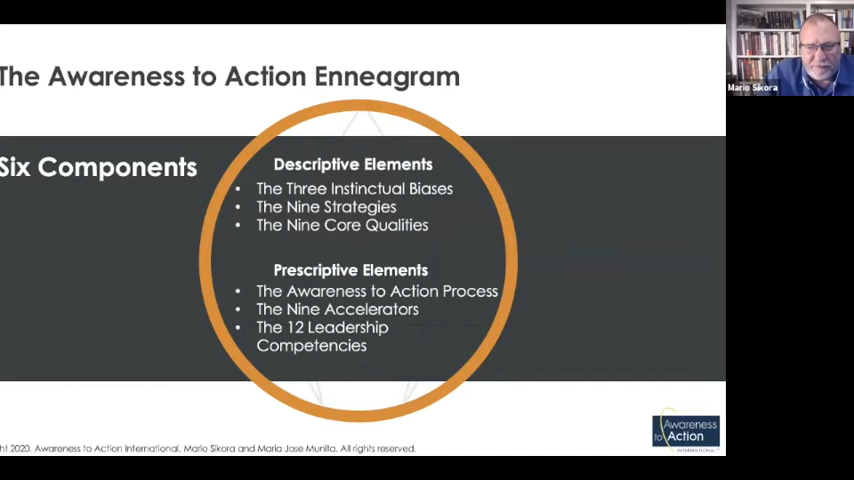 The Awareness to Action Enneagram
Six Components
Descriptive Elements
• The Three Instinctual Biases
• The Nine Strategies
• The Nine Core Qualities
Prescriptive Elements
• The Awareness to Action Process
• The Nine Accelerators
• The 12 Leadership
Competencies
ht 2020. Awareness to Action International. Mario Sikora and Maria Jose Munita. All rights reserved.
Awareness
to Action
INTERNATIONAL
Mario Sikora